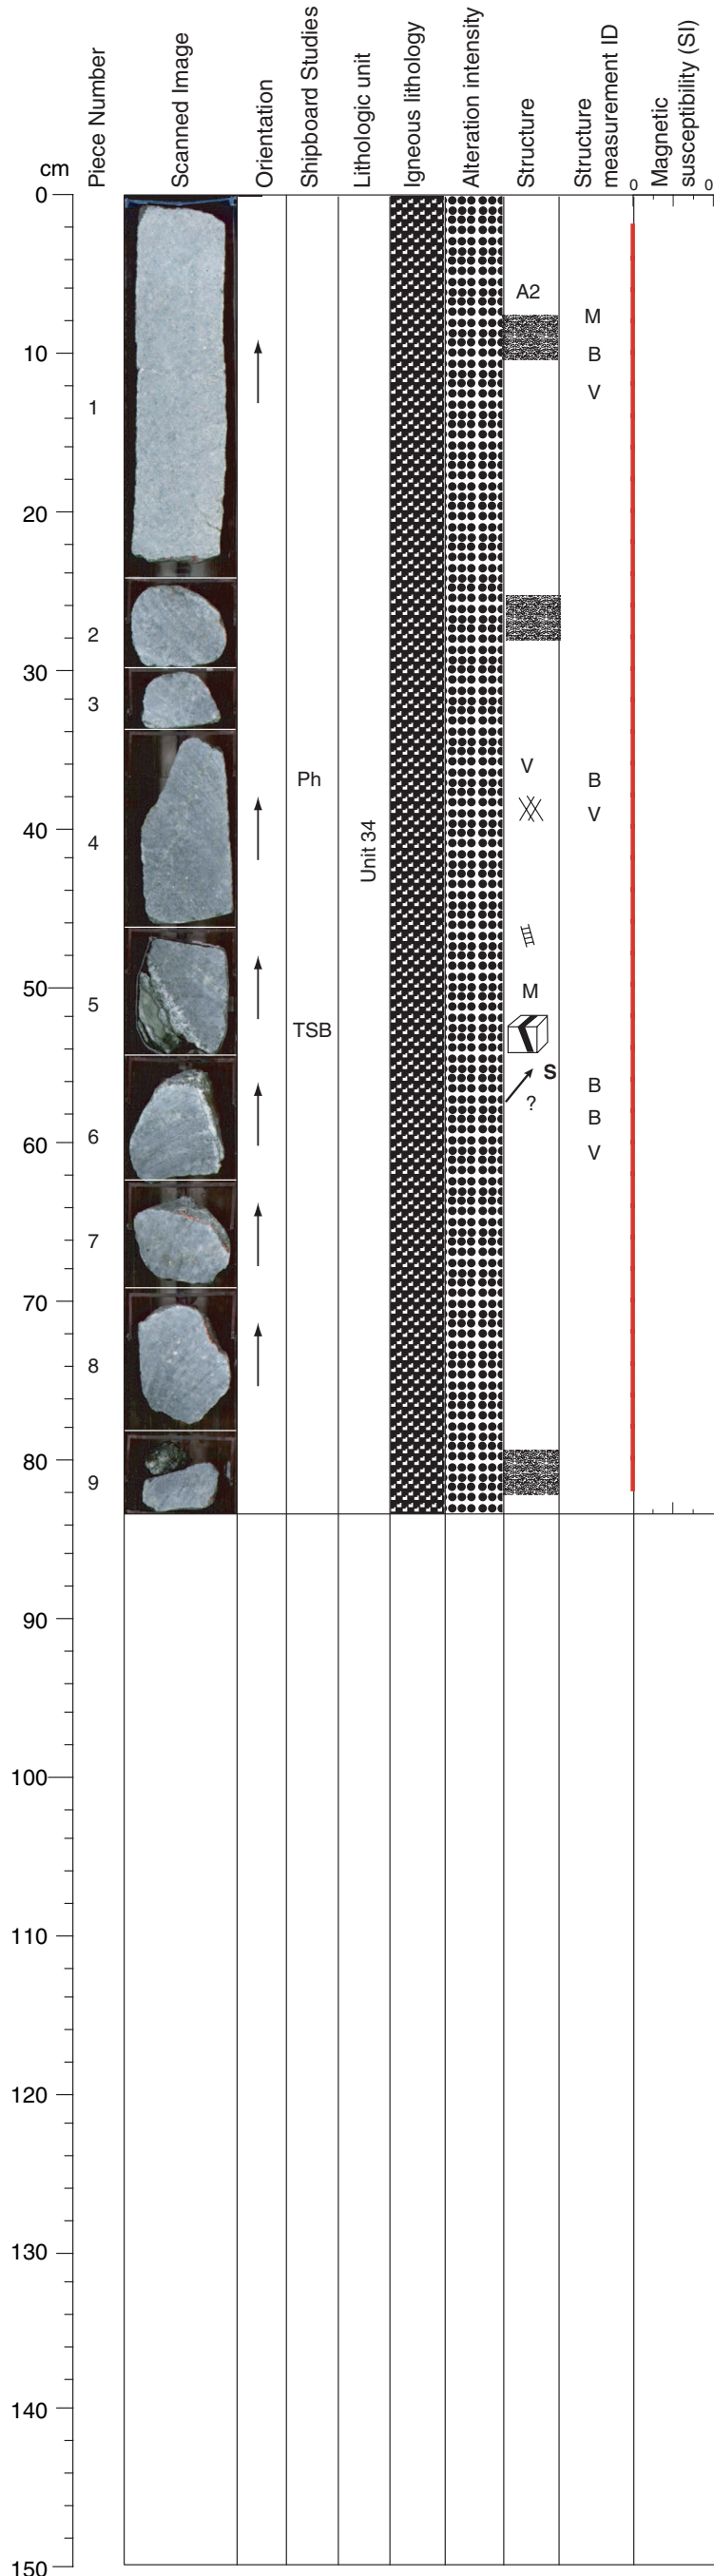 cm
Piece Number
Scanned Image
Orientation
Shipboard Studies
Lithologic unit
Igneous lithology
Alteration intensity
Structure
Structure
measurement ID
Magnetic
susceptibility (SI)
0
0
0
A2
M
B
10
V
1
20
2
30
3
V
Ph
B
V
40
4
Unit 34
50
M
5
TSB
S
B
?
B
6
60
V
7
70
8
80
9
90
100
110
120
130
140
150